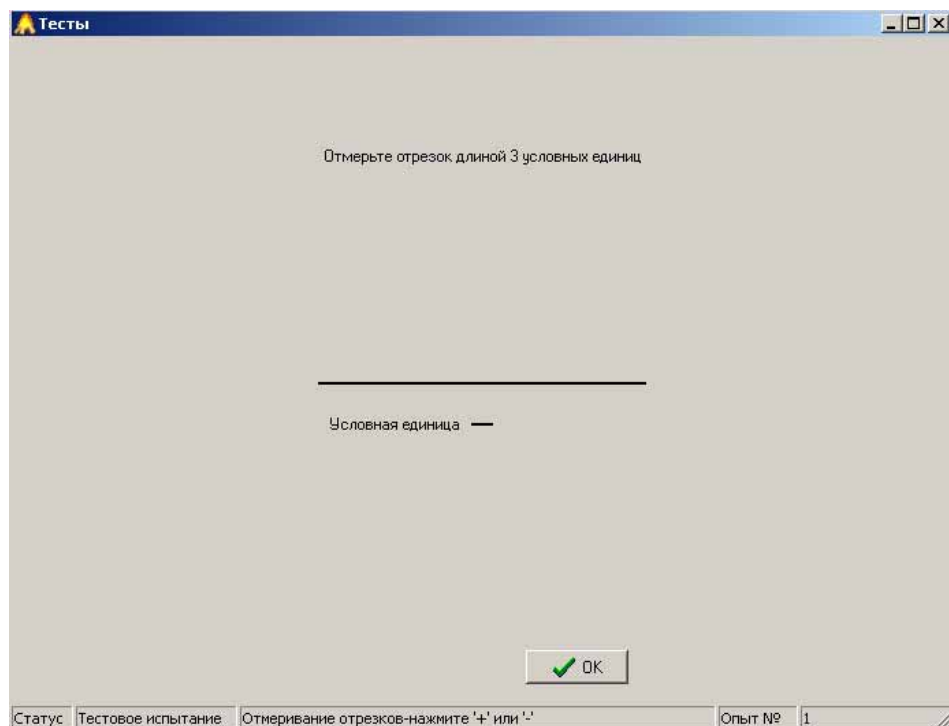 Тесты
Отмерьте отрезок длиной 3 условных единиц
Условная единица
OK
Статус Тестовое испытание Отмеривание отрезков-нажмите '+' или '-' Опыт № 1